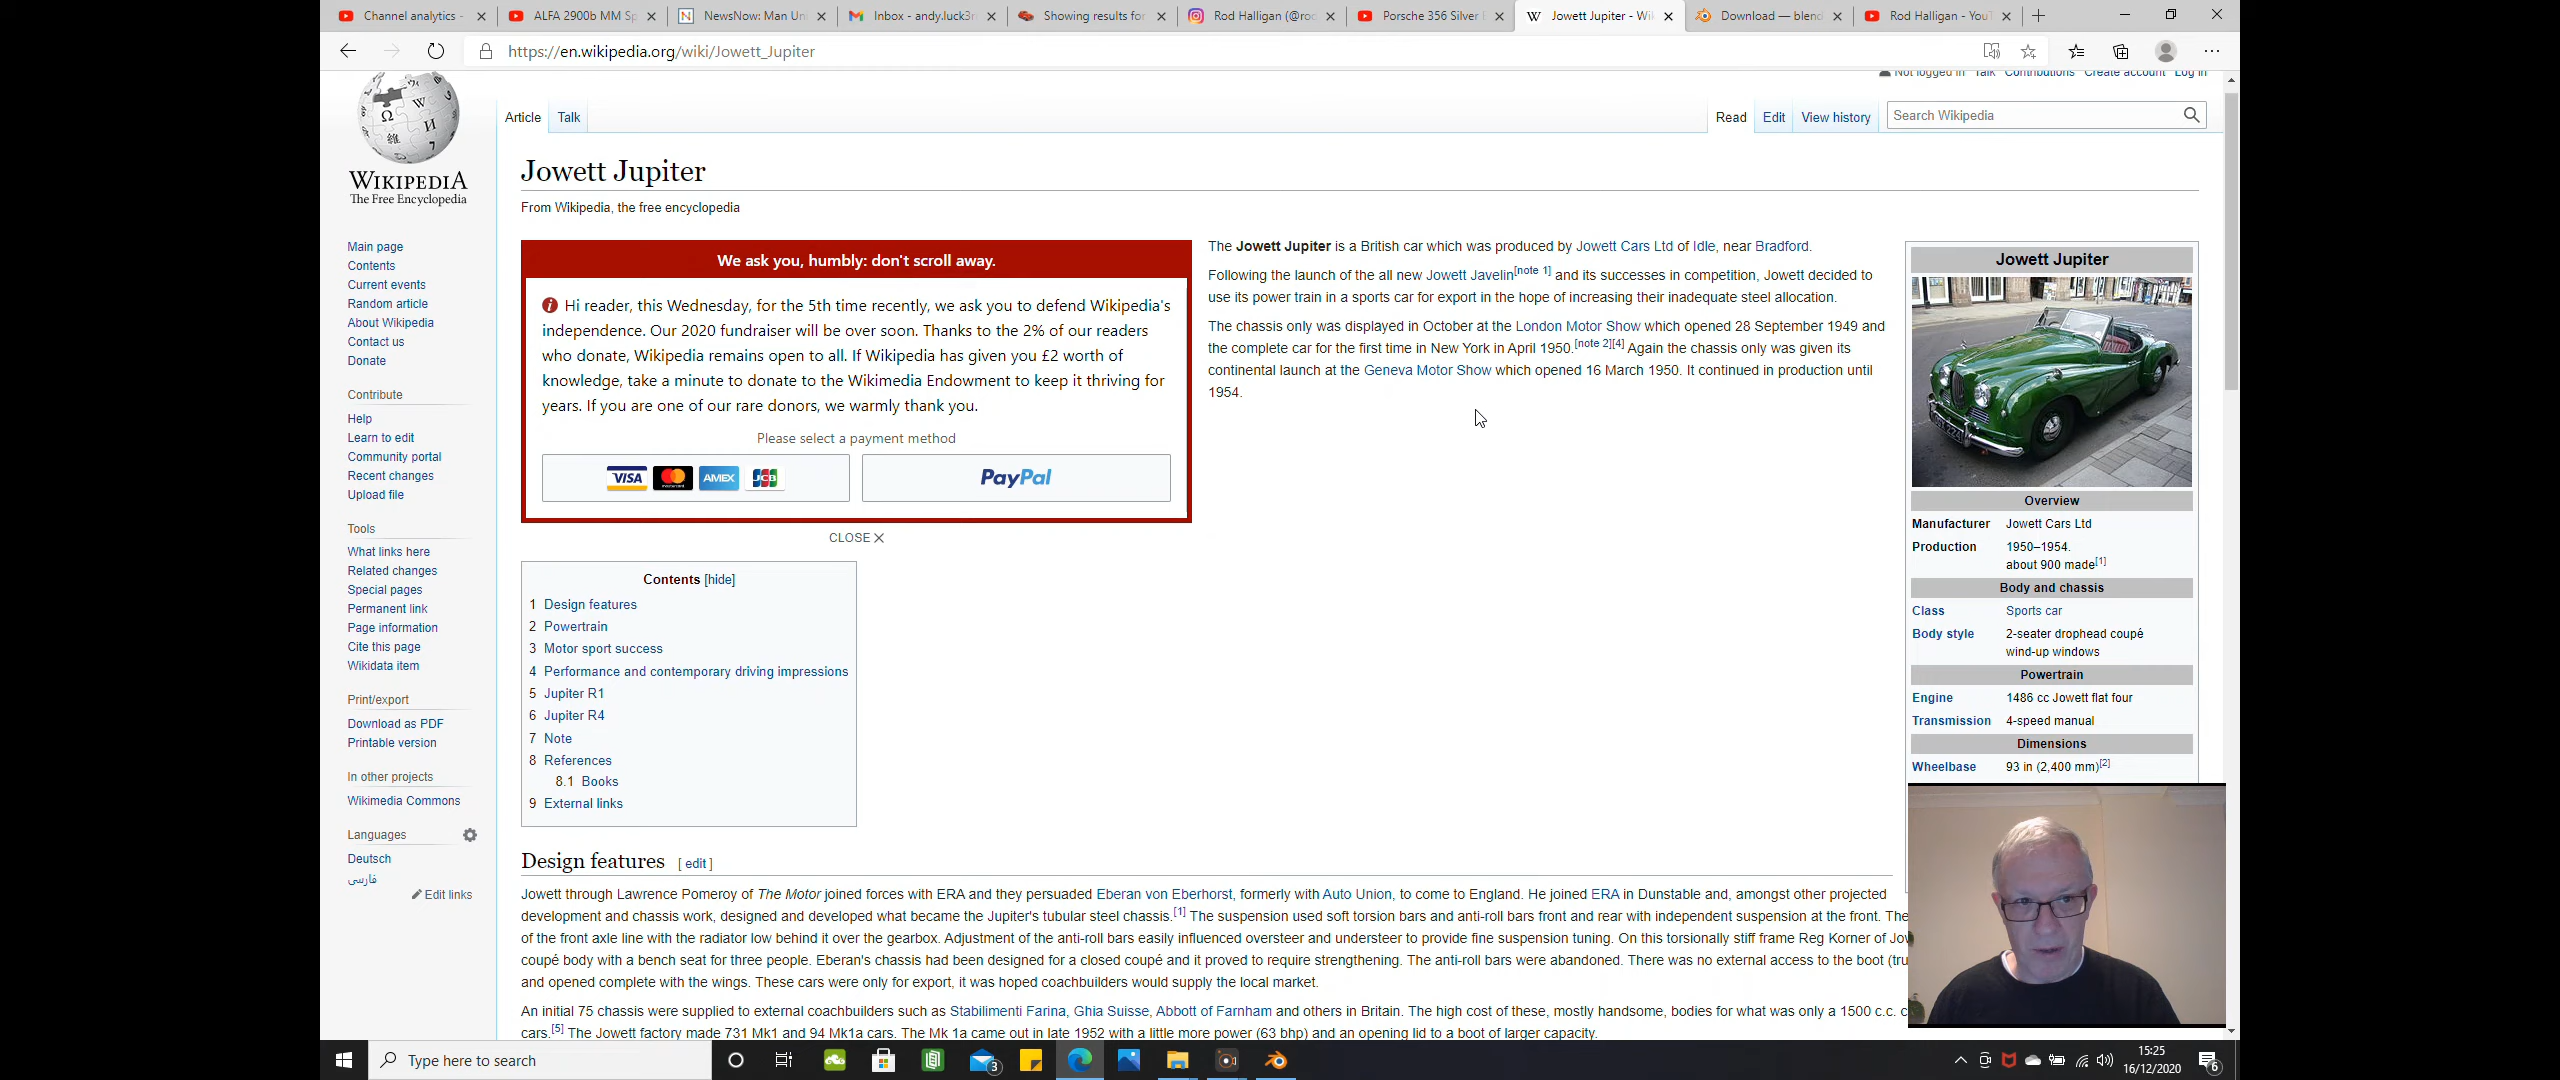 Channel analytics -
ALFA 2900b MM Sp
NewsNow: Man Un
Inbox - andy.luck3r
Showing results for
Rod Halligan (@roc
Porsche 356 Silver
Jowett Jupiter - Wik
Download — blend
Rod Halligan - YouT
https://en.wikipedia.org/wiki/Jowett_Jupiter
Not logged in Talk Contributions Create account Log in
WIKIPEDIA
The Free Encyclopedia
Article Talk
Read Edit View history
Search Wikipedia
Jowett Jupiter
From Wikipedia, the free encyclopedia
Main page
Contents
Current events
Random article
About Wikipedia
Contact us
Donate
Contribute
Help
Learn to edit
Community portal
Recent changes
Upload file
Tools
What links here
Related changes
Special pages
Permanent link
Page information
Cite this page
Wikidata item
Print/export
Download as PDF
Printable version
In other projects
Wikimedia Commons
Languages
Deutsch
فارسی
Edit links
We ask you, humbly: don't scroll away.
Hi reader, this Wednesday, for the 5th time recently, we ask you to defend Wikipedia's
independence. Our 2020 fundraiser will be over soon. Thanks to the 2% of our readers
who donate, Wikipedia remains open to all. If Wikipedia has given you £2 worth of
knowledge, take a minute to donate to the Wikimedia Endowment to keep it thriving for
years. If you are one of our rare donors, we warmly thank you.
Please select a payment method
VISA mastercard AMEX JCB
PayPal
CLOSE
The Jowett Jupiter is a British car which was produced by Jowett Cars Ltd of Idle, near Bradford.
Following the launch of the all new Jowett Javelin[note 1] and its successes in competition, Jowett decided to
use its power train in a sports car for export in the hope of increasing their inadequate steel allocation.
The chassis only was displayed in October at the London Motor Show which opened 28 September 1949 and
the complete car for the first time in New York in April 1950.[note 2][4] Again the chassis only was given its
continental launch at the Geneva Motor Show which opened 16 March 1950. It continued in production until
1954.
Jowett Jupiter
Overview
Manufacturer Jowett Cars Ltd
Production 1950–1954.
about 900 made[1]
Body and chassis
Class Sports car
Body style 2-seater drophead coupé
wind-up windows
Powertrain
Engine 1486 cc Jowett flat four
Transmission 4-speed manual
Dimensions
Wheelbase 93 in (2,400 mm)[2]
Contents [hide]
1 Design features
2 Powertrain
3 Motor sport success
4 Performance and contemporary driving impressions
5 Jupiter R1
6 Jupiter R4
7 Note
8 References
8.1 Books
9 External links
Design features [ edit ]
Jowett through Lawrence Pomeroy of The Motor joined forces with ERA and they persuaded Eberan von Eberhorst, formerly with Auto Union, to come to England. He joined ERA in Dunstable and, amongst other projected
development and chassis work, designed and developed what became the Jupiter's tubular steel chassis.[1] The suspension used soft torsion bars and anti-roll bars front and rear with independent suspension at the front. The
of the front axle line with the radiator low behind it over the gearbox. Adjustment of the anti-roll bars easily influenced oversteer and understeer to provide fine suspension tuning. On this torsionally stiff frame Reg Korner of Jow
coupé body with a bench seat for three people. Eberan's chassis had been designed for a closed coupé and it proved to require strengthening. The anti-roll bars were abandoned. There was no external access to the boot (tru
and opened complete with the wings. These cars were only for export, it was hoped coachbuilders would supply the local market.
An initial 75 chassis were supplied to external coachbuilders such as Stabilimenti Farina, Ghia Suisse, Abbott of Farnham and others in Britain. The high cost of these, mostly handsome, bodies for what was only a 1500 c.c. c
cars.[5] The Jowett factory made 731 Mk1 and 94 Mk1a cars. The Mk 1a came out in late 1952 with a little more power (63 bhp) and an opening lid to a boot of larger capacity.
Type here to search
3
15:25
16/12/2020
6